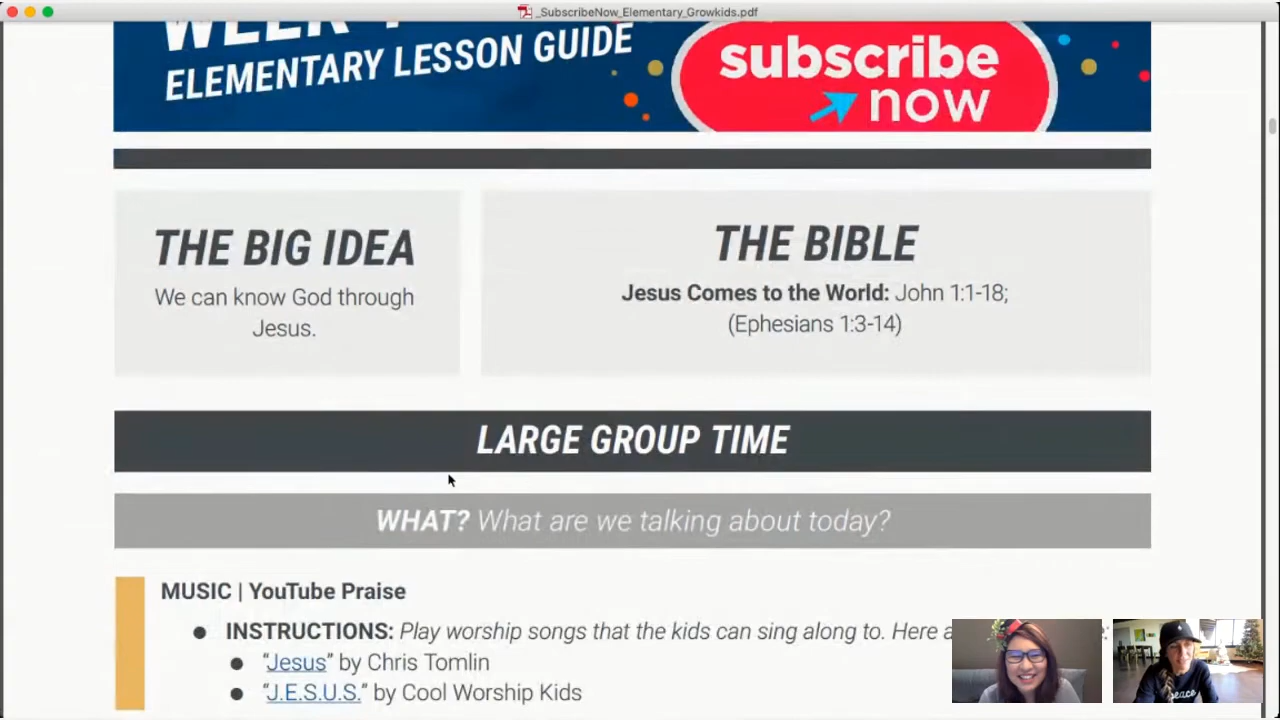 _SubscribeNow_Elementary_Growkids.pdf
ELEMENTARY LESSON GUIDE
subscribe
now
THE BIG IDEA
We can know God through
Jesus.
THE BIBLE
Jesus Comes to the World: John 1:1-18;
(Ephesians 1:3-14)
LARGE GROUP TIME
WHAT? What are we talking about today?
MUSIC | YouTube Praise
● INSTRUCTIONS: Play worship songs that the kids can sing along to. Here
● “Jesus” by Chris Tomlin
● “J.E.S.U.S.” by Cool Worship Kids
peace